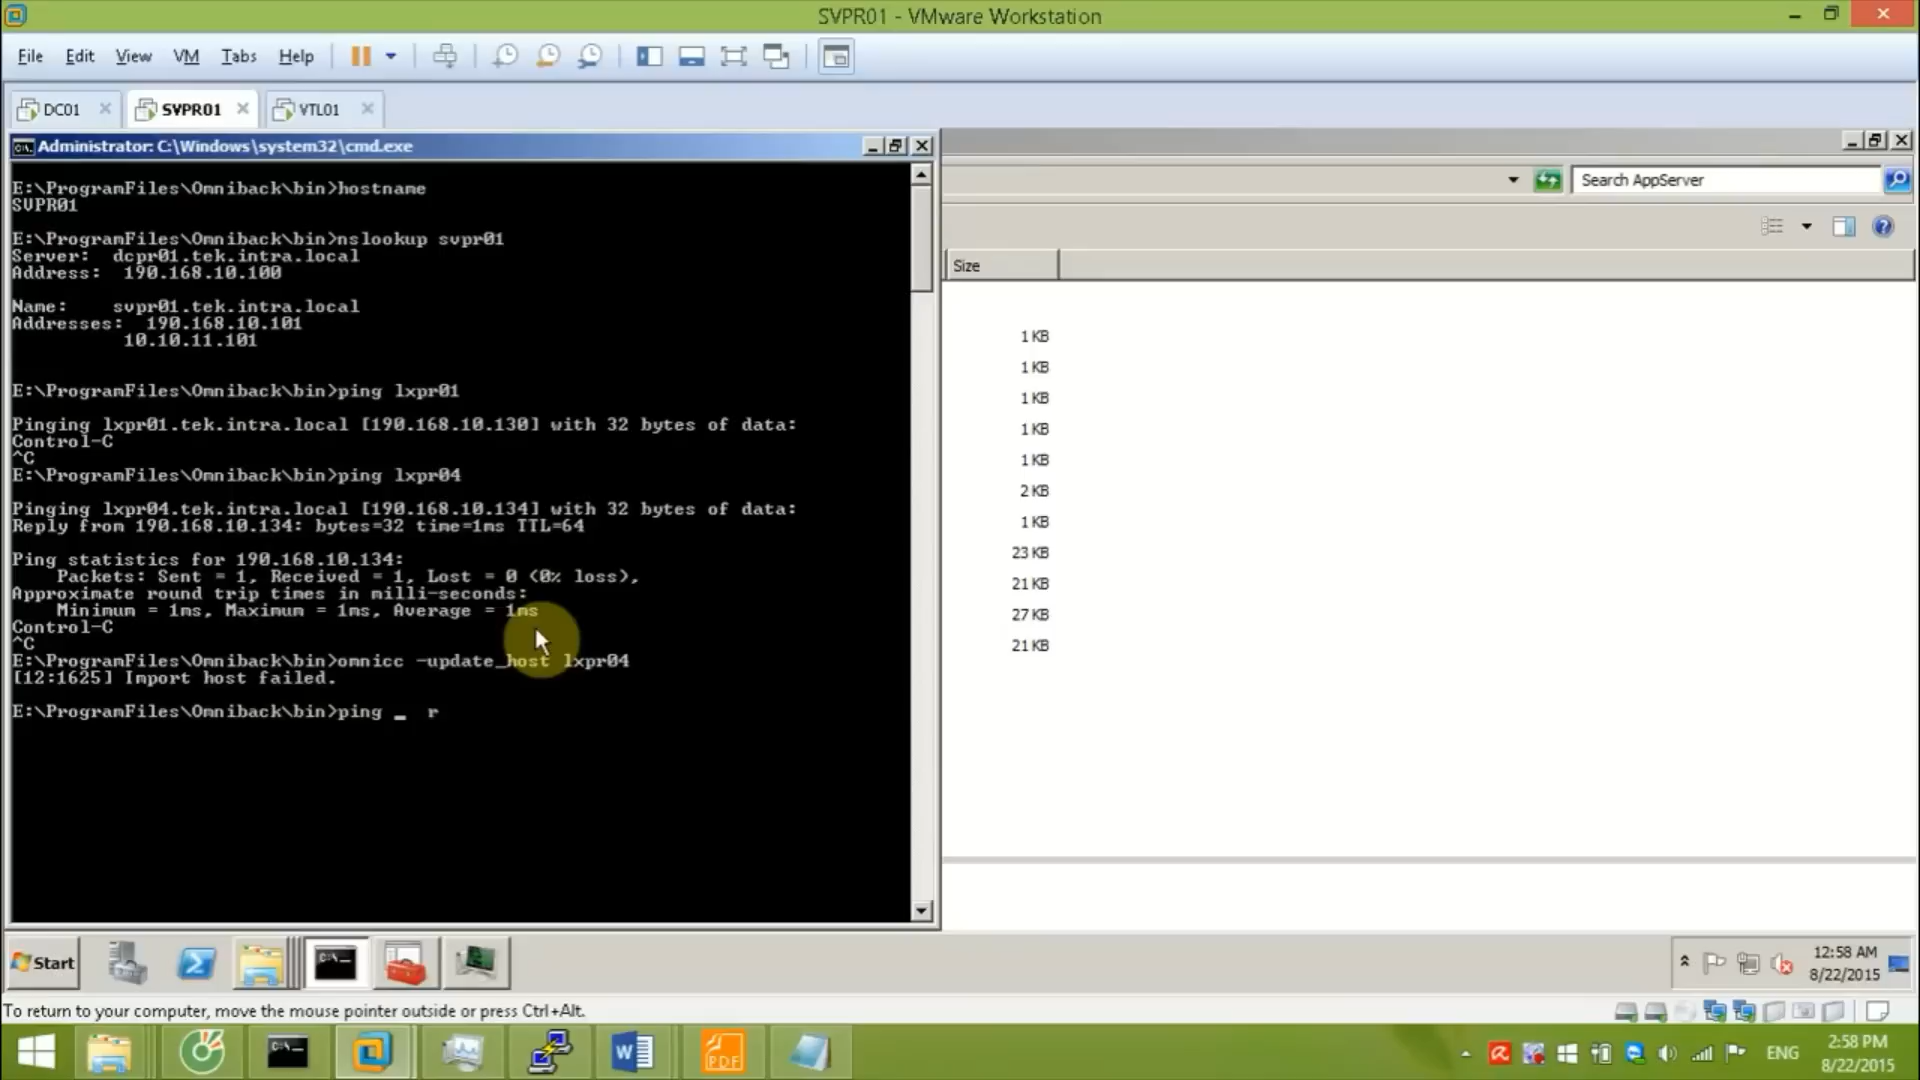 SVPR01 - VMware Workstation
File Edit View VM Tabs Help
DC01 SVPR01 VTL01
Administrator: C:\Windows\system32\cmd.exe
E:\ProgramFiles\Omniback\bin>hostname
SVPR01
E:\ProgramFiles\Omniback\bin>nslookup svpr01
Server: dcpr01.tek.intra.local
Address: 190.168.10.100
Name: svpr01.tek.intra.local
Addresses: 190.168.10.101
10.10.11.101
E:\ProgramFiles\Omniback\bin>ping lxpr01
Pinging lxpr01.tek.intra.local [190.168.10.130] with 32 bytes of data:
Control-C
^C
E:\ProgramFiles\Omniback\bin>ping lxpr04
Pinging lxpr04.tek.intra.local [190.168.10.134] with 32 bytes of data:
Reply from 190.168.10.134: bytes=32 time=1ms TTL=64
Ping statistics for 190.168.10.134:
Packets: Sent = 1, Received = 1, Lost = 0 (0% loss),
Approximate round trip times in milli-seconds:
Minimum = 1ms, Maximum = 1ms, Average = 1ms
Control-C
^C
E:\ProgramFiles\Omniback\bin>omnicc -update_host lxpr04
[12:1625] Import host failed.
E:\ProgramFiles\Omniback\bin>ping _ r
Search AppServer
Size
1 KB
1 KB
1 KB
1 KB
1 KB
2 KB
1 KB
23 KB
21 KB
27 KB
21 KB
Start
12:58 AM
8/22/2015
To return to your computer, move the mouse pointer outside or press Ctrl+Alt.
PDF
ENG
2:58 PM
8/22/2015